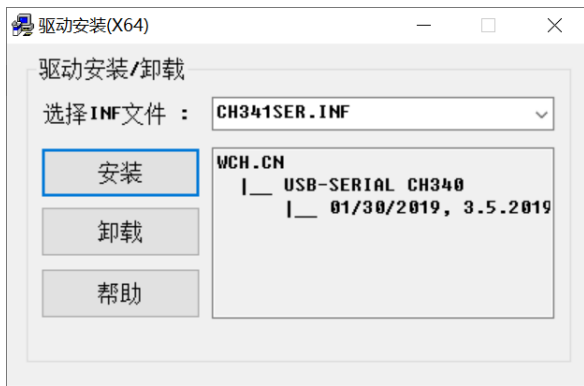 驱动安装(X64)
驱动安装/卸载
选择INF文件 :
CH341SER.INF
安装
卸载
帮助
WCH.CN
|__ USB-SERIAL CH340
|__ 01/30/2019, 3.5.2019